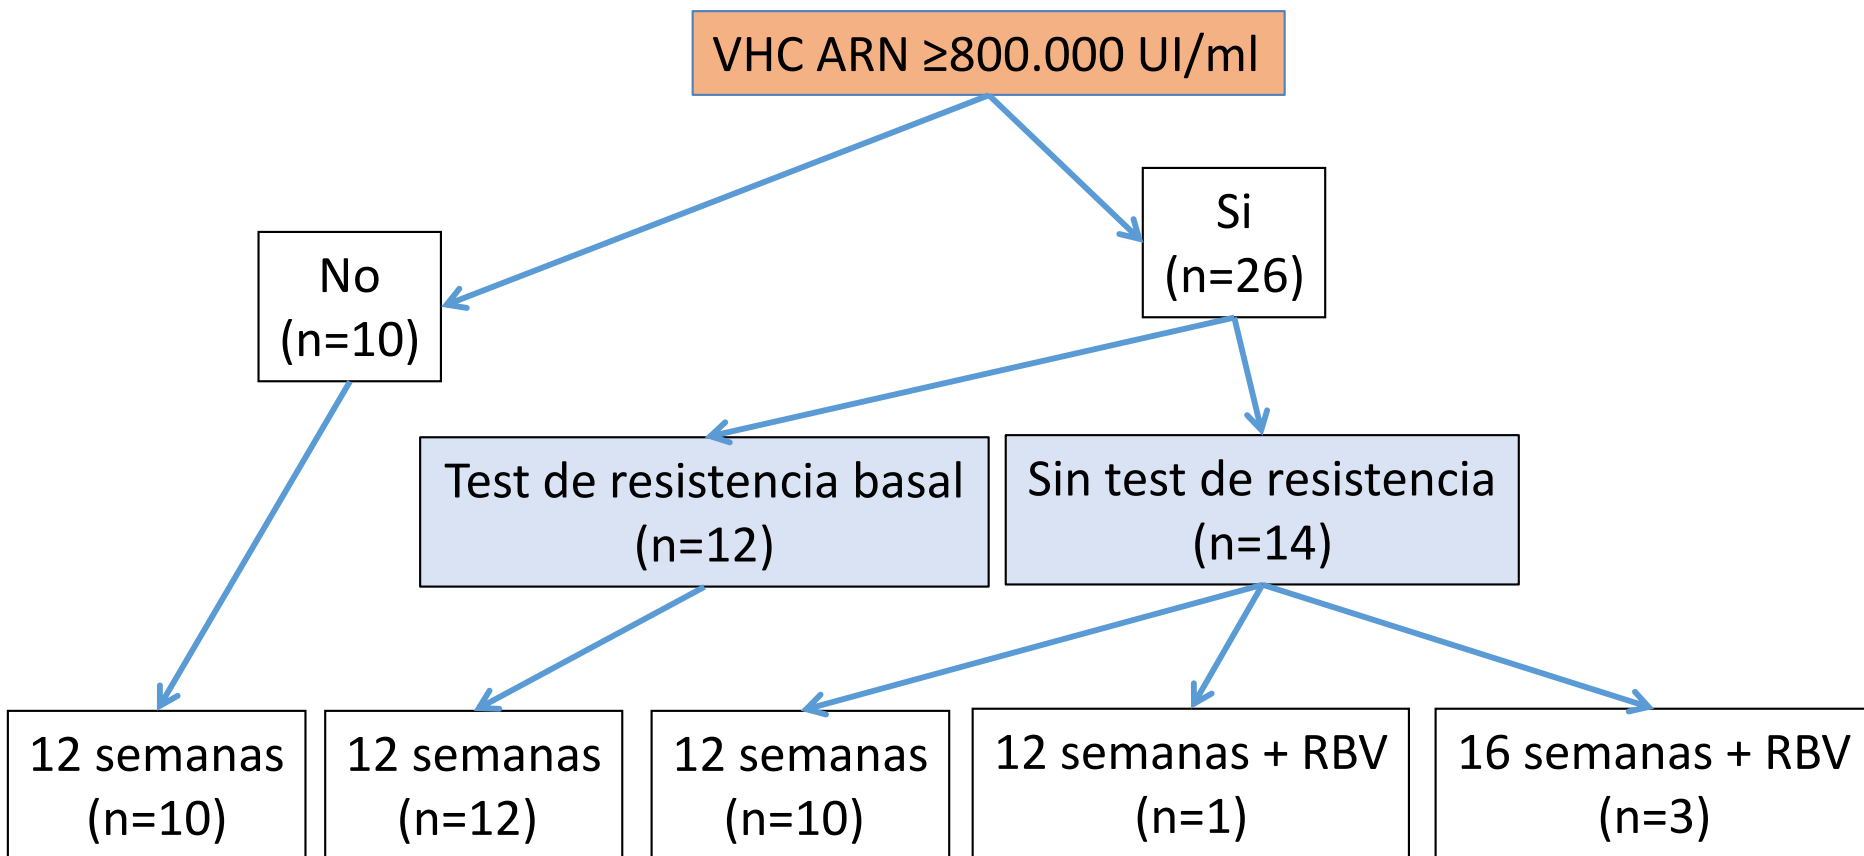 VHC ARN ≥800.000 UI/ml
Si
(n=26)
No
(n=10)
Test de resistencia basal
(n=12)
Sin test de resistencia
(n=14)
12 semanas
(n=10)
12 semanas
(n=12)
12 semanas
(n=10)
12 semanas + RBV
(n=1)
16 semanas + RBV
(n=3)